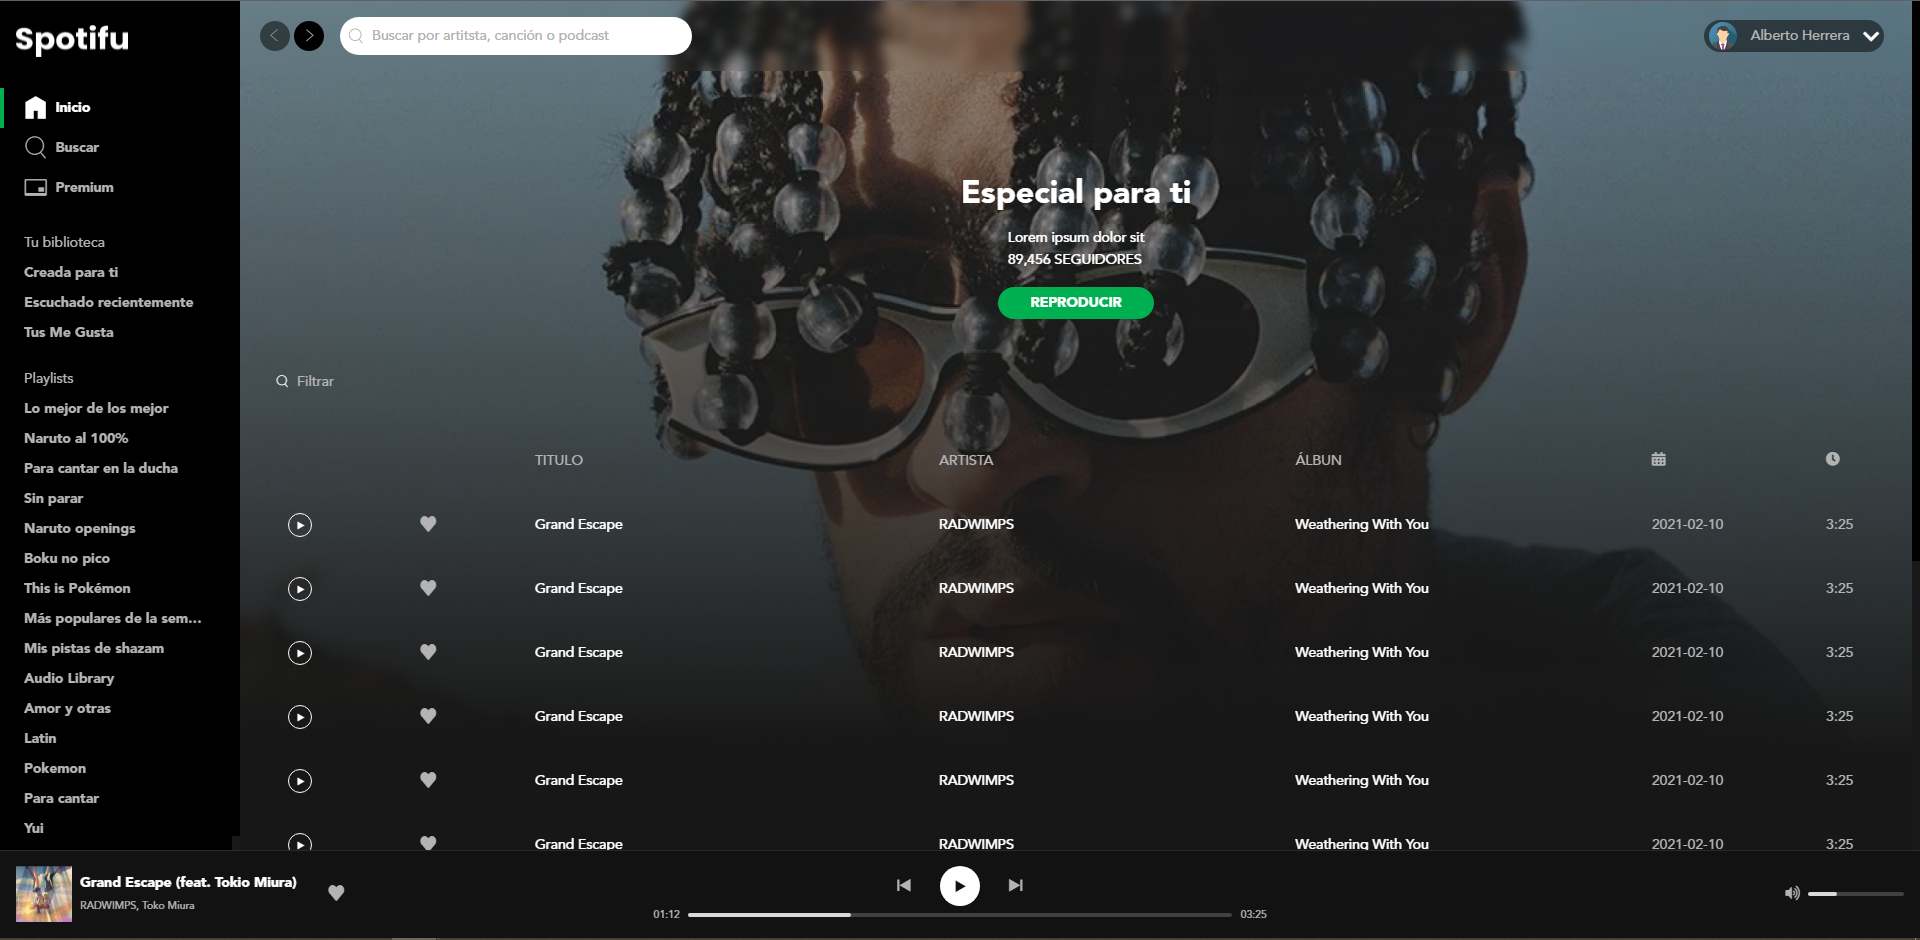 Spotifu
Inicio
Buscar
Premium
Tu biblioteca
Creada para ti
Escuchado recientemente
Tus Me Gusta
Playlists
Lo mejor de los mejor
Naruto al 100%
Para cantar en la ducha
Sin parar
Naruto openings
Boku no pico
This is Pokémon
Más populares de la sem...
Mis pistas de shazam
Audio Library
Amor y otras
Latin
Pokemon
Para cantar
Yui
Buscar por artitsta, canción o podcast
Alberto Herrera
Especial para ti
Lorem ipsum dolor sit
89,456 SEGUIDORES
REPRODUCIR
Filtrar
TITULO ARTISTA ÁLBUN
Grand Escape RADWIMPS Weathering With You 2021-02-10 3:25
Grand Escape RADWIMPS Weathering With You 2021-02-10 3:25
Grand Escape RADWIMPS Weathering With You 2021-02-10 3:25
Grand Escape RADWIMPS Weathering With You 2021-02-10 3:25
Grand Escape RADWIMPS Weathering With You 2021-02-10 3:25
Grand Escape RADWIMPS Weathering With You 2021-02-10 3:25
Grand Escape (feat. Tokio Miura)
RADWIMPS, Toko Miura
01:12 03:25